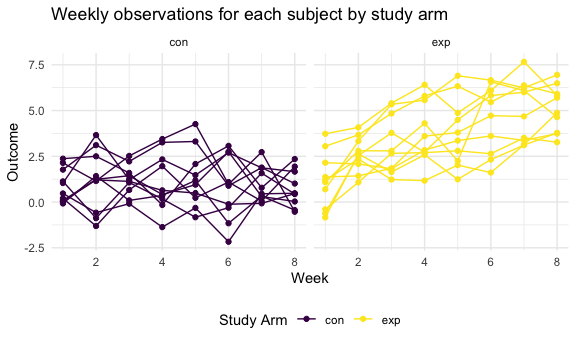 Weekly observations for each subject by study arm
con exp
7.5
5.0
2.5
0.0
-2.5
Outcome
2 4 6 8 2 4 6 8
Week
Study Arm con exp